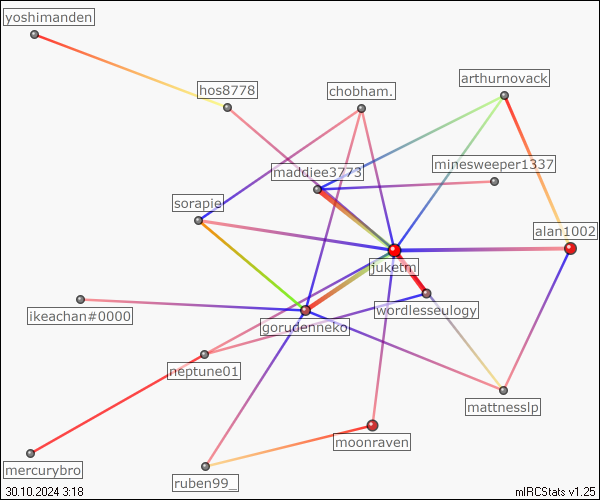 yoshimanden
arthurnovack
hos8778
chobham.
minesweeper1337
maddiee3773
sorapie
alan1002
juketm
ikeachan#0000
wordlesseulogy
gorudenneko
neptune01
mattnesslp
moonraven
mercurybro
ruben99_
30.10.2024 3:18
mIRCStats v1.25